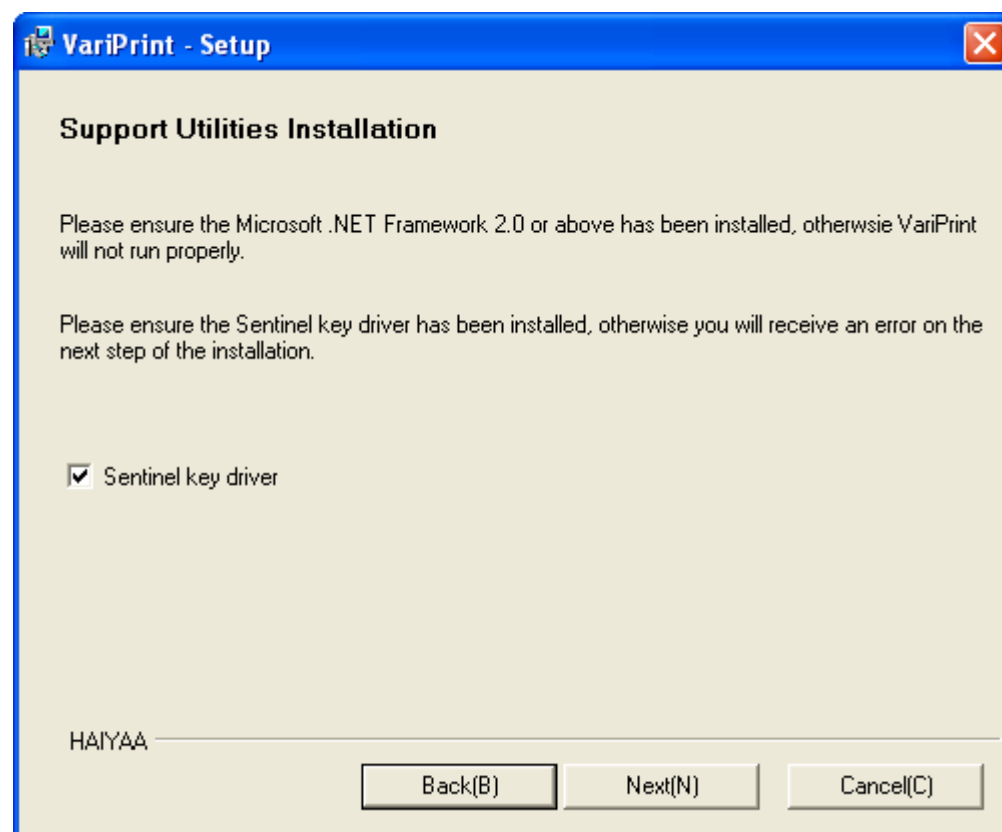 VariPrint - Setup
Support Utilities Installation
Please ensure the Microsoft .NET Framework 2.0 or above has been installed, otherwsie VariPrint
will not run properly.
Please ensure the Sentinel key driver has been installed, otherwise you will receive an error on the
next step of the installation.
Sentinel key driver
HAIYAA
Back(B) Next(N) Cancel(C)